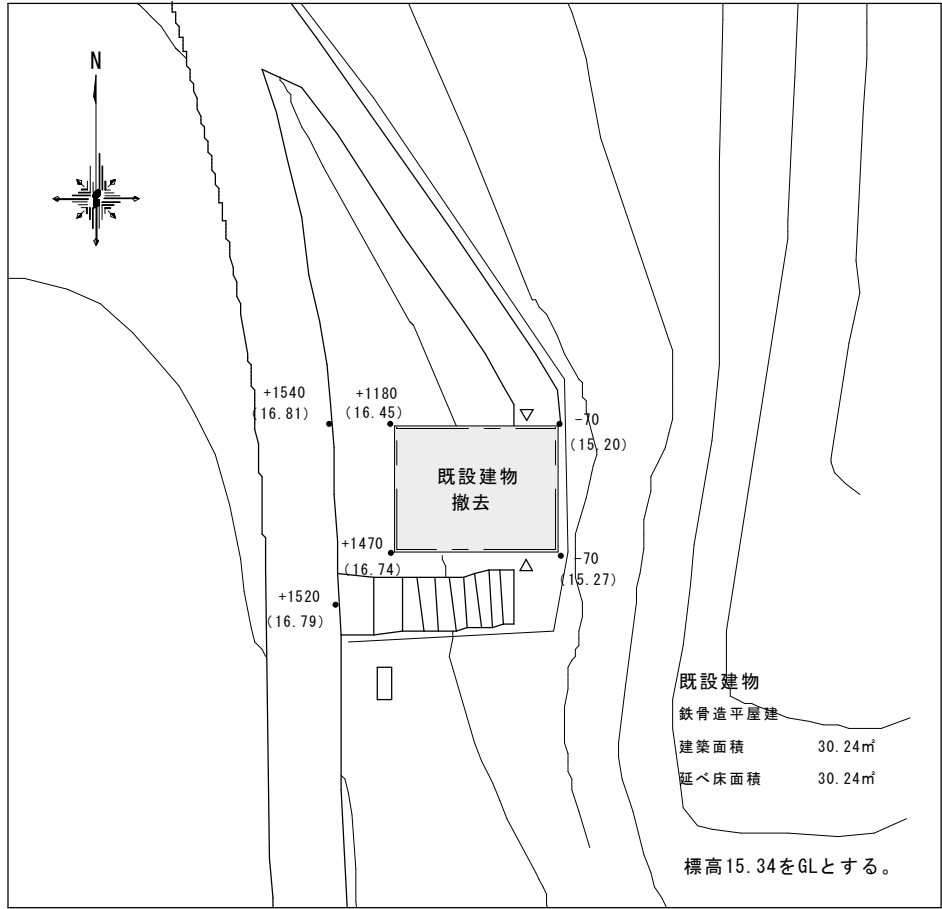 N
+1540
(16.81)
+1180
(16.45)
-70
(15.20)
既設建物
撤去
+1470
(16.74)
-70
(15.27)
+1520
(16.79)
既設建物
鉄骨造平屋建
建築面積 30.24㎡
延べ床面積 30.24㎡
標高15.34をGLとする。